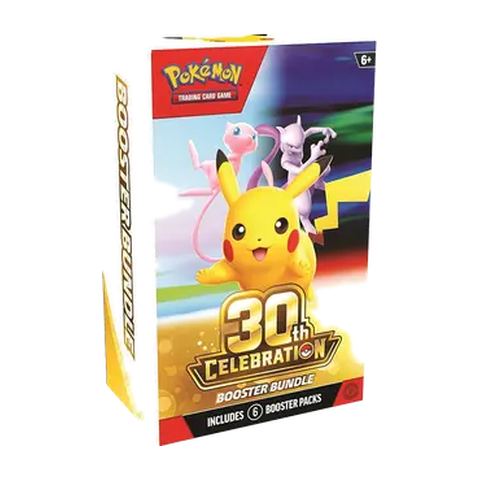 POKéMON
TRADING CARD GAME
6+
BOOSTER BUNDLE
30th
CELEBRATION
BOOSTER BUNDLE
INCLUDES 6 BOOSTER PACKS